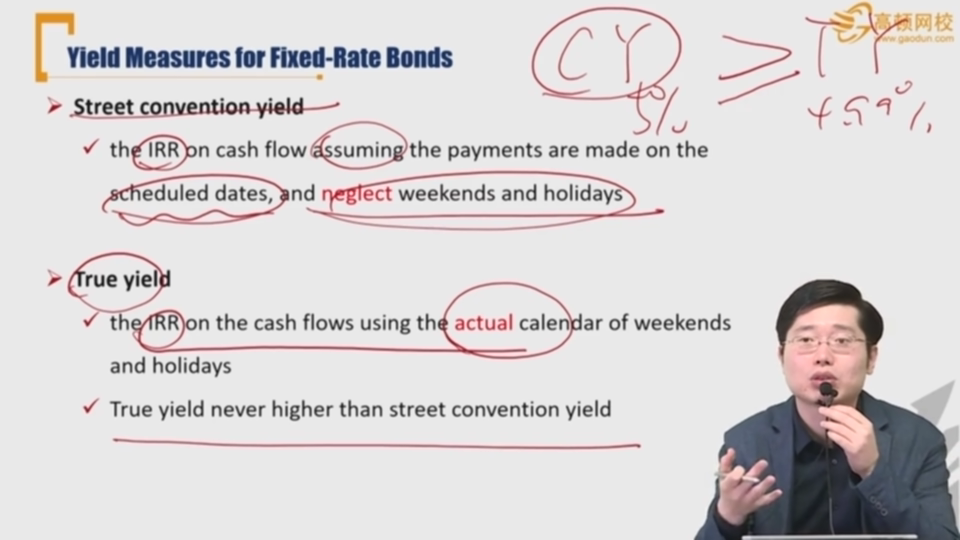 高顿网校
www.gaodun.com
Yield Measures for Fixed-Rate Bonds
CY ≥ TY
5%
4.99%
Street convention yield
the IRR on cash flow assuming the payments are made on the
scheduled dates, and neglect weekends and holidays
True yield
the IRR on the cash flows using the actual calendar of weekends
and holidays
True yield never higher than street convention yield